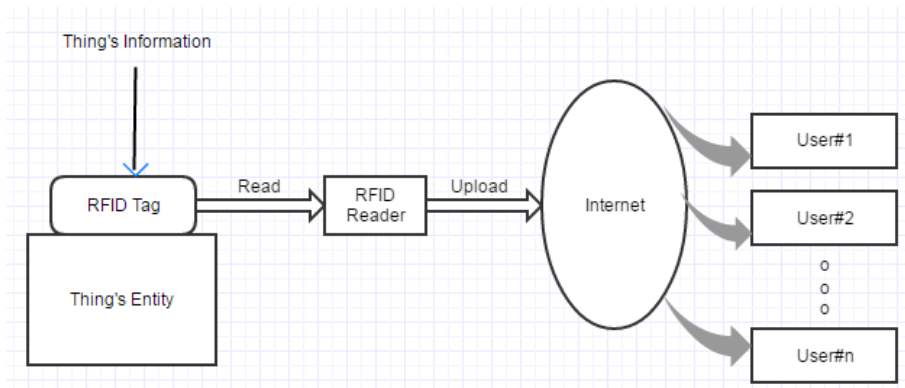 Thing's Information
RFID Tag
Thing's Entity
Read
RFID
Reader
Upload
Internet
User#1
User#2
o
o
o
User#n